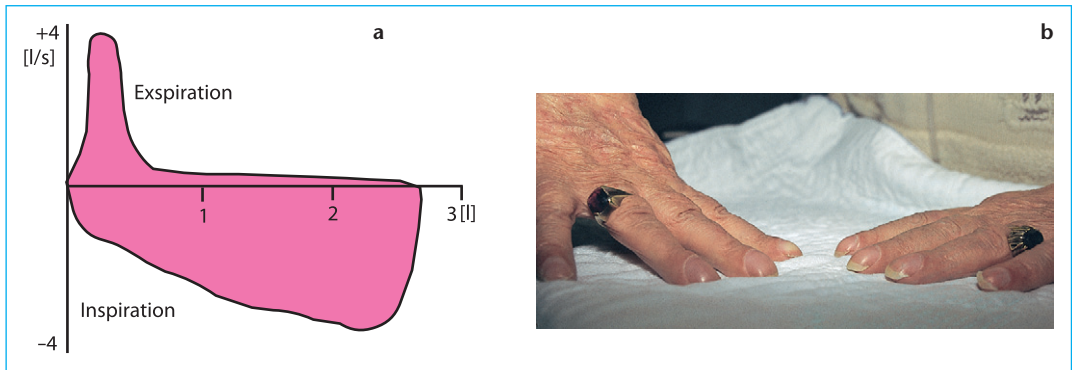 a
b
+4
[l/s]
Exspiration
1
2
3 [l]
Inspiration
–4